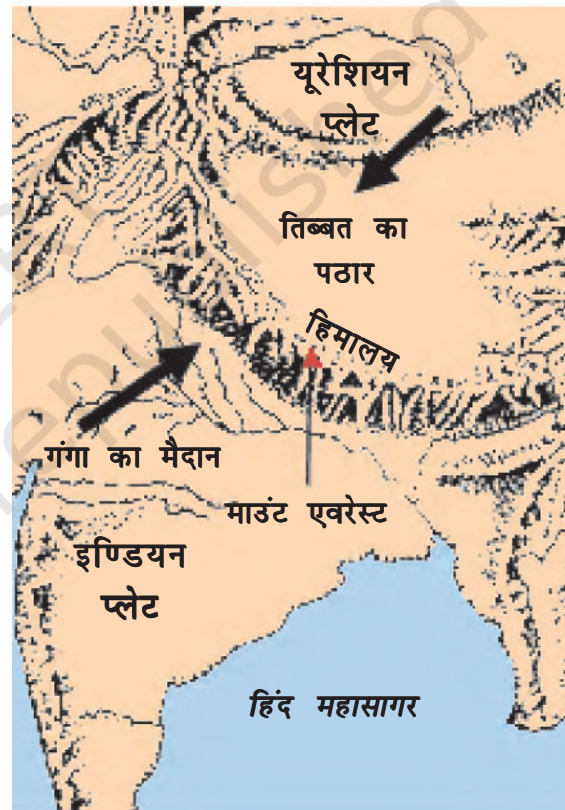 यूरेशियन
प्लेट
तिब्बत का
पठार
हिमालय
गंगा का मैदान
माउंट एवरेस्ट
इण्डियन
प्लेट
हिंद महासागर